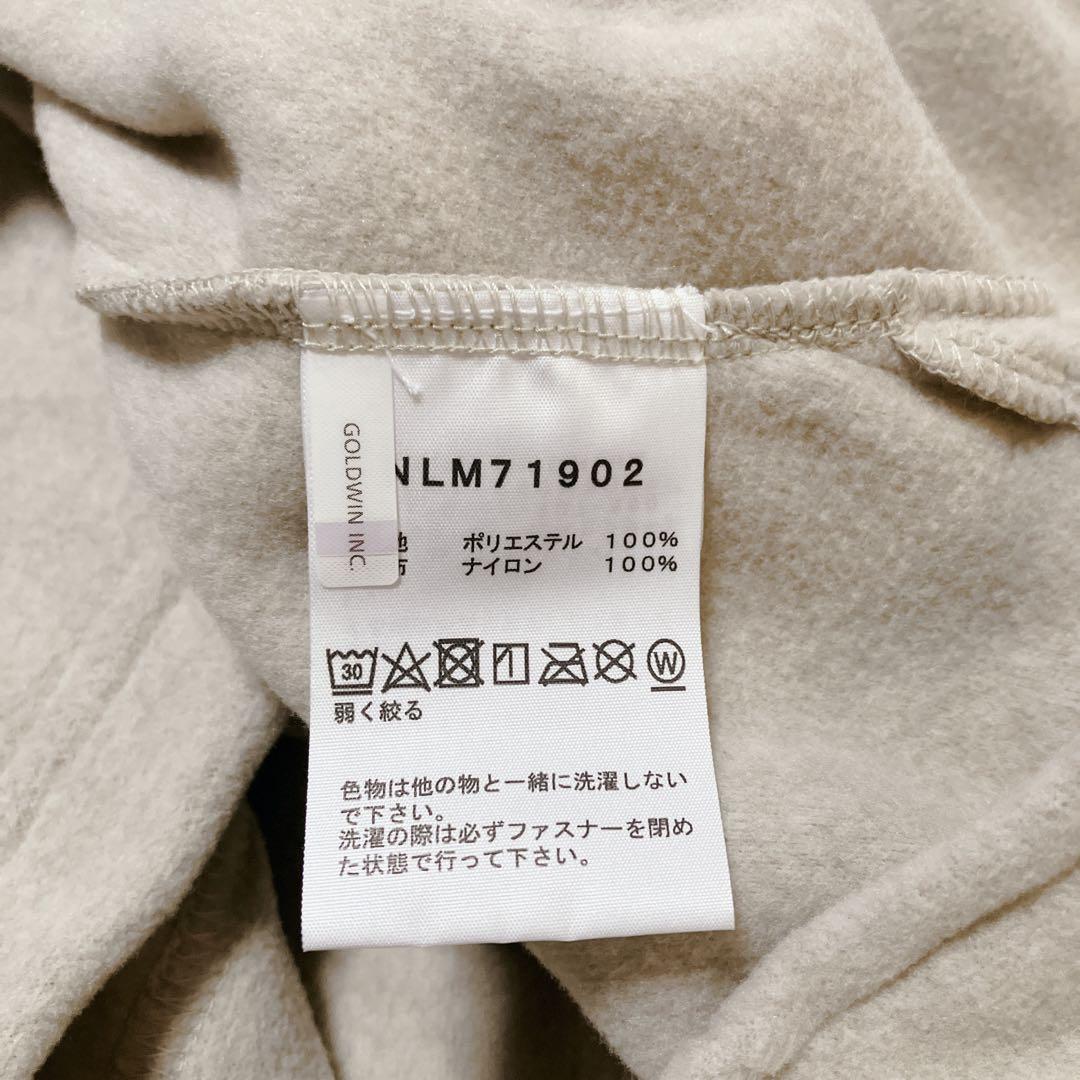 GOLDWIN INC.
NLM71902
地 ポリエステル 100%
布 ナイロン 100%
30 W
弱く絞る
色物は他の物と一緒に洗濯しない
で下さい。
洗濯の際は必ずファスナーを閉め
た状態で行って下さい。